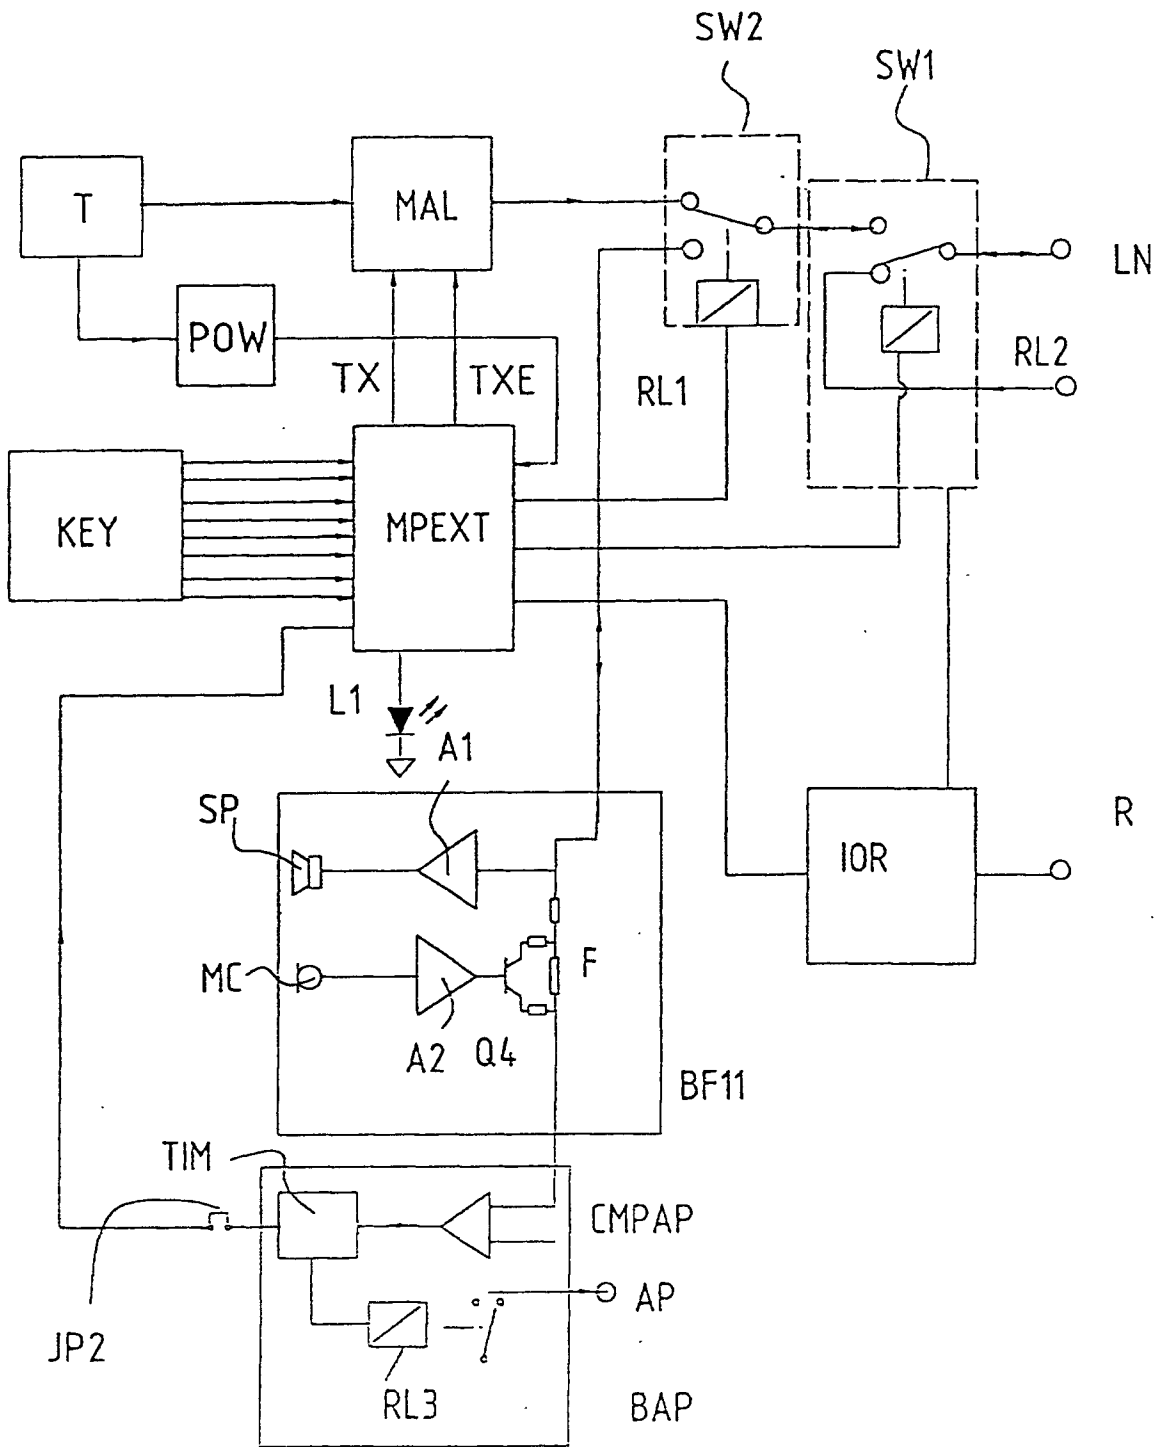 SW2
SW1
T
MAL
LN
POW
TX
TXE
RL1
RL2
KEY
MPEXT
L1
A1
SP
R
IOR
MC
F
A2
Q4
BF11
TIM
CMPAP
AP
JP2
RL3
BAP